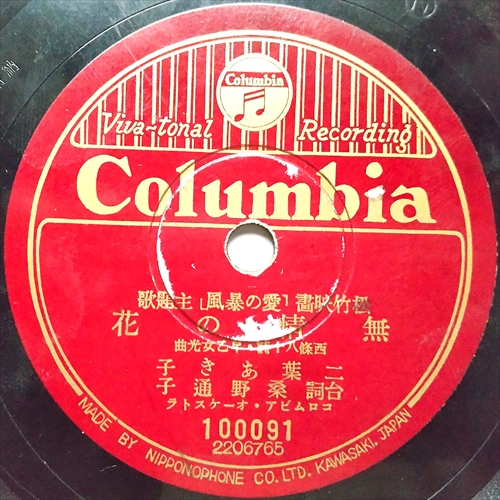 Columbia
Viva-tonal Recording
Columbia
松竹映畫「愛の暴風」主題歌
無情の花
西條八十・早乙女光曲
二葉あき子
台詞 桑野通子
コロムビア・オーケストラ
100091
2206765
MADE BY NIPPONOPHONE CO. LTD. KAWASAKI, JAPAN